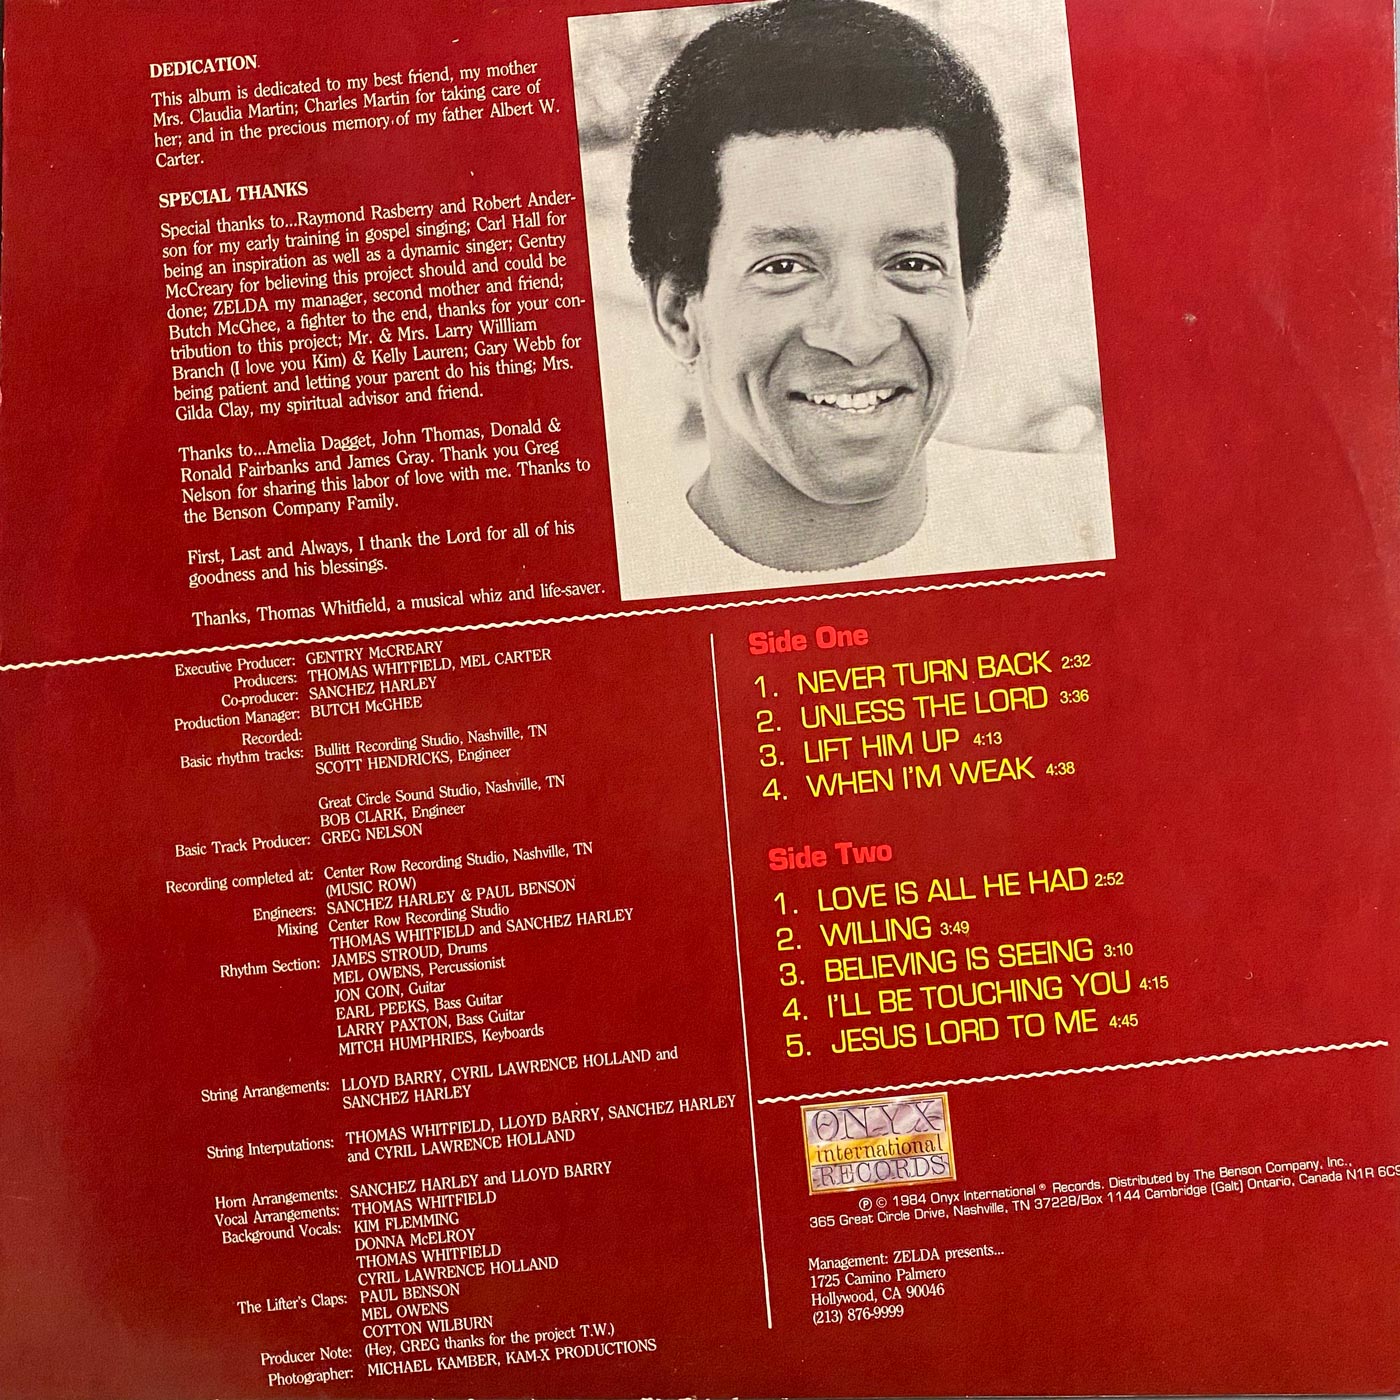 DEDICATION
This album is dedicated to my best friend, my mother
Mrs. Claudia Martin; Charles Martin for taking care of
her; and in the precious memory of my father Albert W.
Carter.
SPECIAL THANKS
Special thanks to...Raymond Rasberry and Robert Ander-
son for my early training in gospel singing; Carl Hall for
being an inspiration as well as a dynamic singer; Gentry
McCreary for believing this project should and could be
done; ZELDA my manager, second mother and friend;
Butch McGhee, a fighter to the end, thanks for your con-
tribution to this project; Mr. & Mrs. Larry Willliam
Branch (I love you Kim) & Kelly Lauren; Gary Webb for
being patient and letting your parent do his thing; Mrs.
Gilda Clay, my spiritual advisor and friend.
Thanks to...Amelia Dagget, John Thomas, Donald &
Ronald Fairbanks and James Gray. Thank you Greg
Nelson for sharing this labor of love with me. Thanks to
the Benson Company Family.
First, Last and Always, I thank the Lord for all of his
goodness and his blessings.
Thanks, Thomas Whitfield, a musical whiz and life-saver.
Executive Producer: GENTRY McCREARY
Producers: THOMAS WHITFIELD, MEL CARTER
Co-producer: SANCHEZ HARLEY
Production Manager: BUTCH McGHEE
Recorded:
Basic rhythm tracks: Bullitt Recording Studio, Nashville, TN
SCOTT HENDRICKS, Engineer
Great Circle Sound Studio, Nashville, TN
BOB CLARK, Engineer
Basic Track Producer: GREG NELSON
Recording completed at: Center Row Recording Studio, Nashville, TN
(MUSIC ROW)
Engineers: SANCHEZ HARLEY & PAUL BENSON
Mixing Center Row Recording Studio
THOMAS WHITFIELD and SANCHEZ HARLEY
Rhythm Section: JAMES STROUD, Drums
MEL OWENS, Percussionist
JON GOIN, Guitar
EARL PEEKS, Bass Guitar
LARRY PAXTON, Bass Guitar
MITCH HUMPHRIES, Keyboards
String Arrangements: LLOYD BARRY, CYRIL LAWRENCE HOLLAND and
SANCHEZ HARLEY
String Interputations: THOMAS WHITFIELD, LLOYD BARRY, SANCHEZ HARLEY
and CYRIL LAWRENCE HOLLAND
Horn Arrangements: SANCHEZ HARLEY and LLOYD BARRY
Vocal Arrangements: THOMAS WHITFIELD
Background Vocals: KIM FLEMMING
DONNA McELROY
THOMAS WHITFIELD
CYRIL LAWRENCE HOLLAND
The Lifter's Claps: PAUL BENSON
MEL OWENS
COTTON WILBURN
Producer Note: (Hey, GREG thanks for the project T.W.)
Photographer: MICHAEL KAMBER, KAM-X PRODUCTIONS
Side One
1. NEVER TURN BACK 2:32
2. UNLESS THE LORD 3:36
3. LIFT HIM UP 4:13
4. WHEN I'M WEAK 4:38
Side Two
1. LOVE IS ALL HE HAD 2:52
2. WILLING 3:49
3. BELIEVING IS SEEING 3:10
4. I'LL BE TOUCHING YOU 4:15
5. JESUS LORD TO ME 4:45
ONYX
international
RECORDS
℗ © 1984 Onyx International ® Records. Distributed by The Benson Company, Inc.,
365 Great Circle Drive, Nashville, TN 37228/Box 1144 Cambridge (Galt) Ontario, Canada N1R 6C9
Management: ZELDA presents...
1725 Camino Palmero
Hollywood, CA 90046
(213) 876-9999